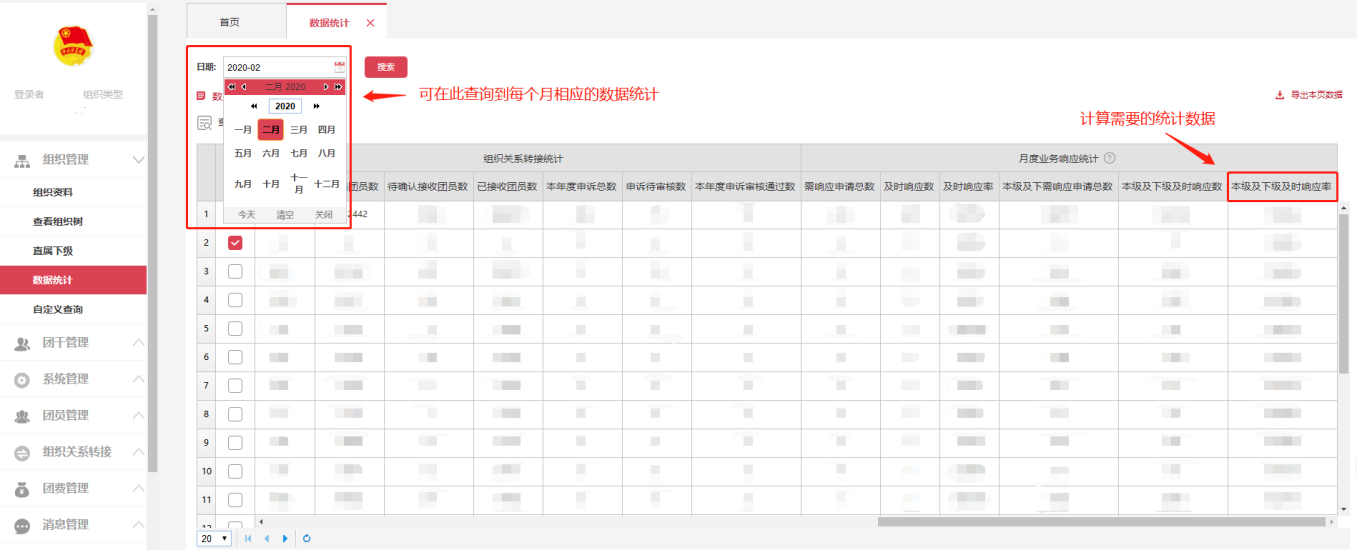 首页
数据统计
登录者 组织类型
组织管理
组织资料
查看组织树
直属下级
数据统计
自定义查询
团干管理
系统管理
团员管理
组织关系转接
团费管理
消息管理
日期: 2020-02
搜索
二月 2020
2020
一月 二月 三月 四月
五月 六月 七月 八月
九月 十月 十一月 十二月
今天 清空 关闭
可在此查询到每个月相应的数据统计
导出本页数据
计算需要的统计数据
组织关系转接统计 月度业务响应统计 ?
团员数 待确认接收团员数 已接收团员数 本年度申诉总数 申诉待审核数 本年度申诉审核通过数 需响应申请总数 及时响应数 及时响应率 本级及下需响应申请总数 本级及下级及时响应数 本级及下级及时响应率
1 2442
2
3
4
5
6
7
8
9
10
11
20